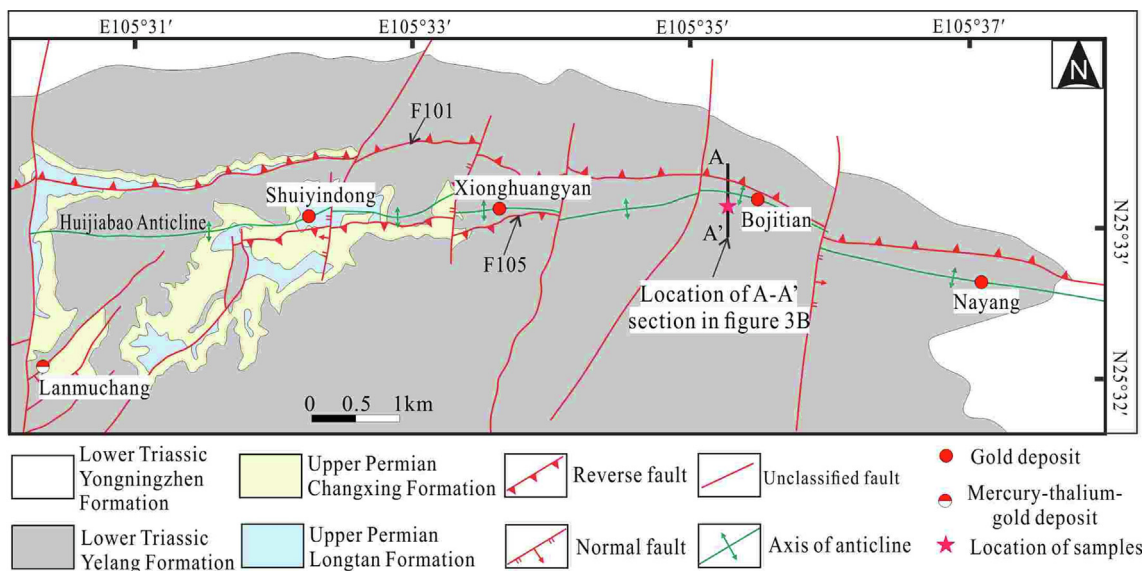 E105°31′ E105°33′ E105°35′ E105°37′
N
F101
A
Shuiyindong
Xionghuangyan
Huijiabao Anticline
Bojitian
A'
N25°33′
F105
Location of A-A'
section in figure 3B
Nayang
Lanmuchang
N25°32′
0 0.5 1km
Lower Triassic
Yongningzhen
Formation
Upper Permian
Changxing Formation
Reverse fault
Unclassified fault
Gold deposit
Mercury-thalium-
gold deposit
Lower Triassic
Yelang Formation
Upper Permian
Longtan Formation
Normal fault
Axis of anticline
Location of samples